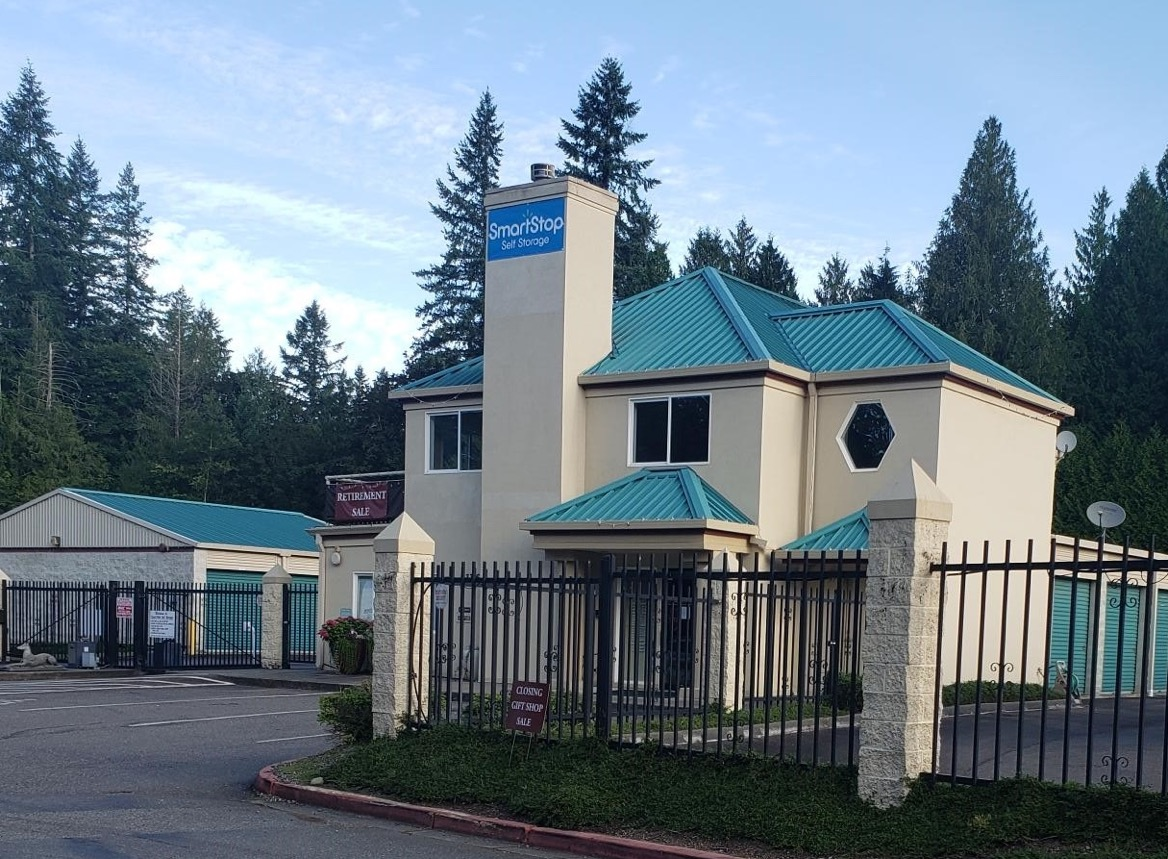 SmartStop
Self Storage
RETIREMENT
SALE
CLOSING
GIFT SHOP
SALE